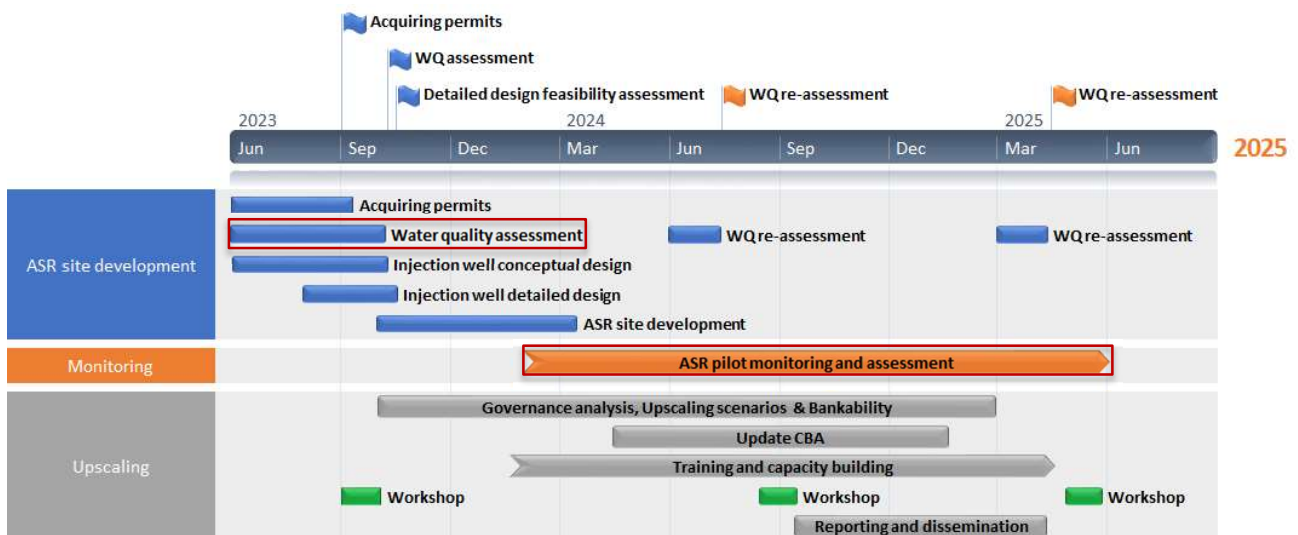 Acquiring permits
WQ assessment
Detailed design feasibility assessment
WQ re-assessment
WQ re-assessment
2023
2024
2025
Jun
Sep
Dec
Mar
Jun
Sep
Dec
Mar
Jun
2025
ASR site development
Acquiring permits
Water quality assessment
WQ re-assessment
WQ re-assessment
Injection well conceptual design
Injection well detailed design
ASR site development
Monitoring
ASR pilot monitoring and assessment
Upscaling
Governance analysis, Upscaling scenarios & Bankability
Update CBA
Training and capacity building
Workshop
Workshop
Workshop
Reporting and dissemination